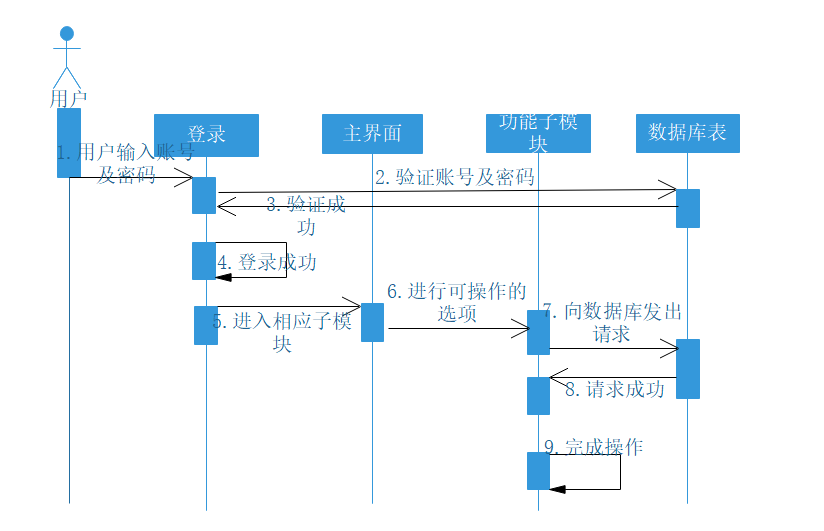 用户
登录
主界面
功能子模
块
数据库表
1.用户输入账号
及密码
2.验证账号及密码
3.验证成
功
4.登录成功
5.进入相应子模
块
6.进行可操作的
选项
7.向数据库发出
请求
8.请求成功
9.完成操作